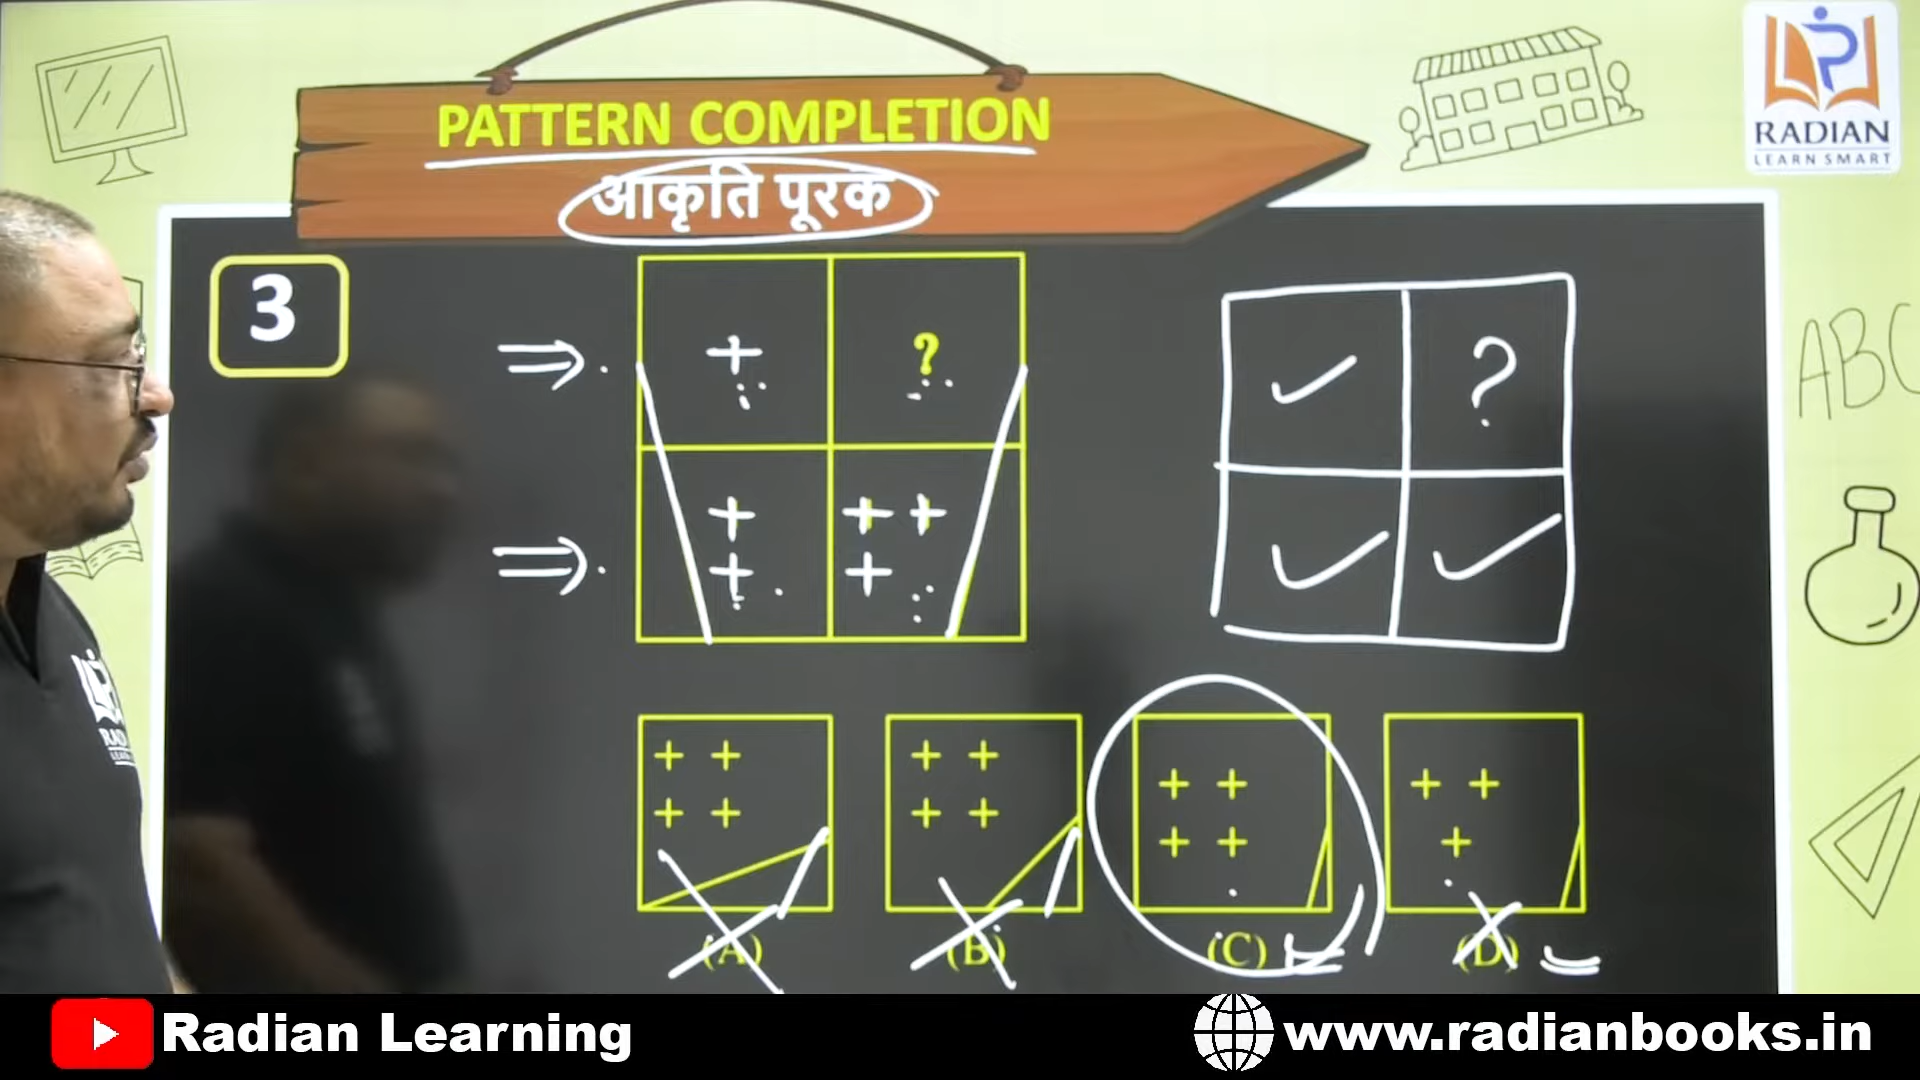 PATTERN COMPLETION
आकृति पूरक
RADIAN
LEARN SMART
3
+ ?
?
+ + +
+ +
ABC
+ + + + + + + +
+ + + + + + +
(A) (B) (C) (D)
Radian Learning
www.radianbooks.in